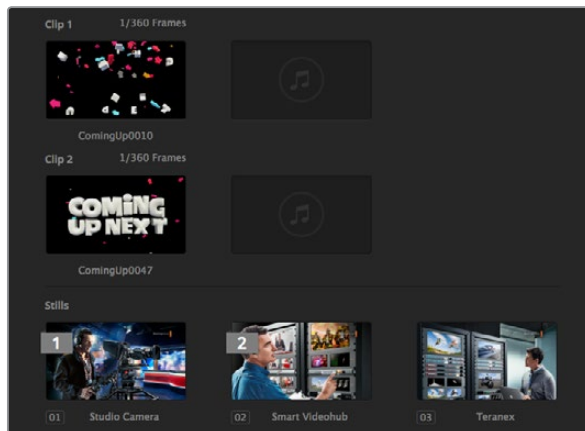 Clip 1 1/360 Frames
ComingUp0010
Clip 2 1/360 Frames
COMING
UP NEXT
ComingUp0047
Stills
1 2
01 Studio Camera 02 Smart Videohub 03 Teranex